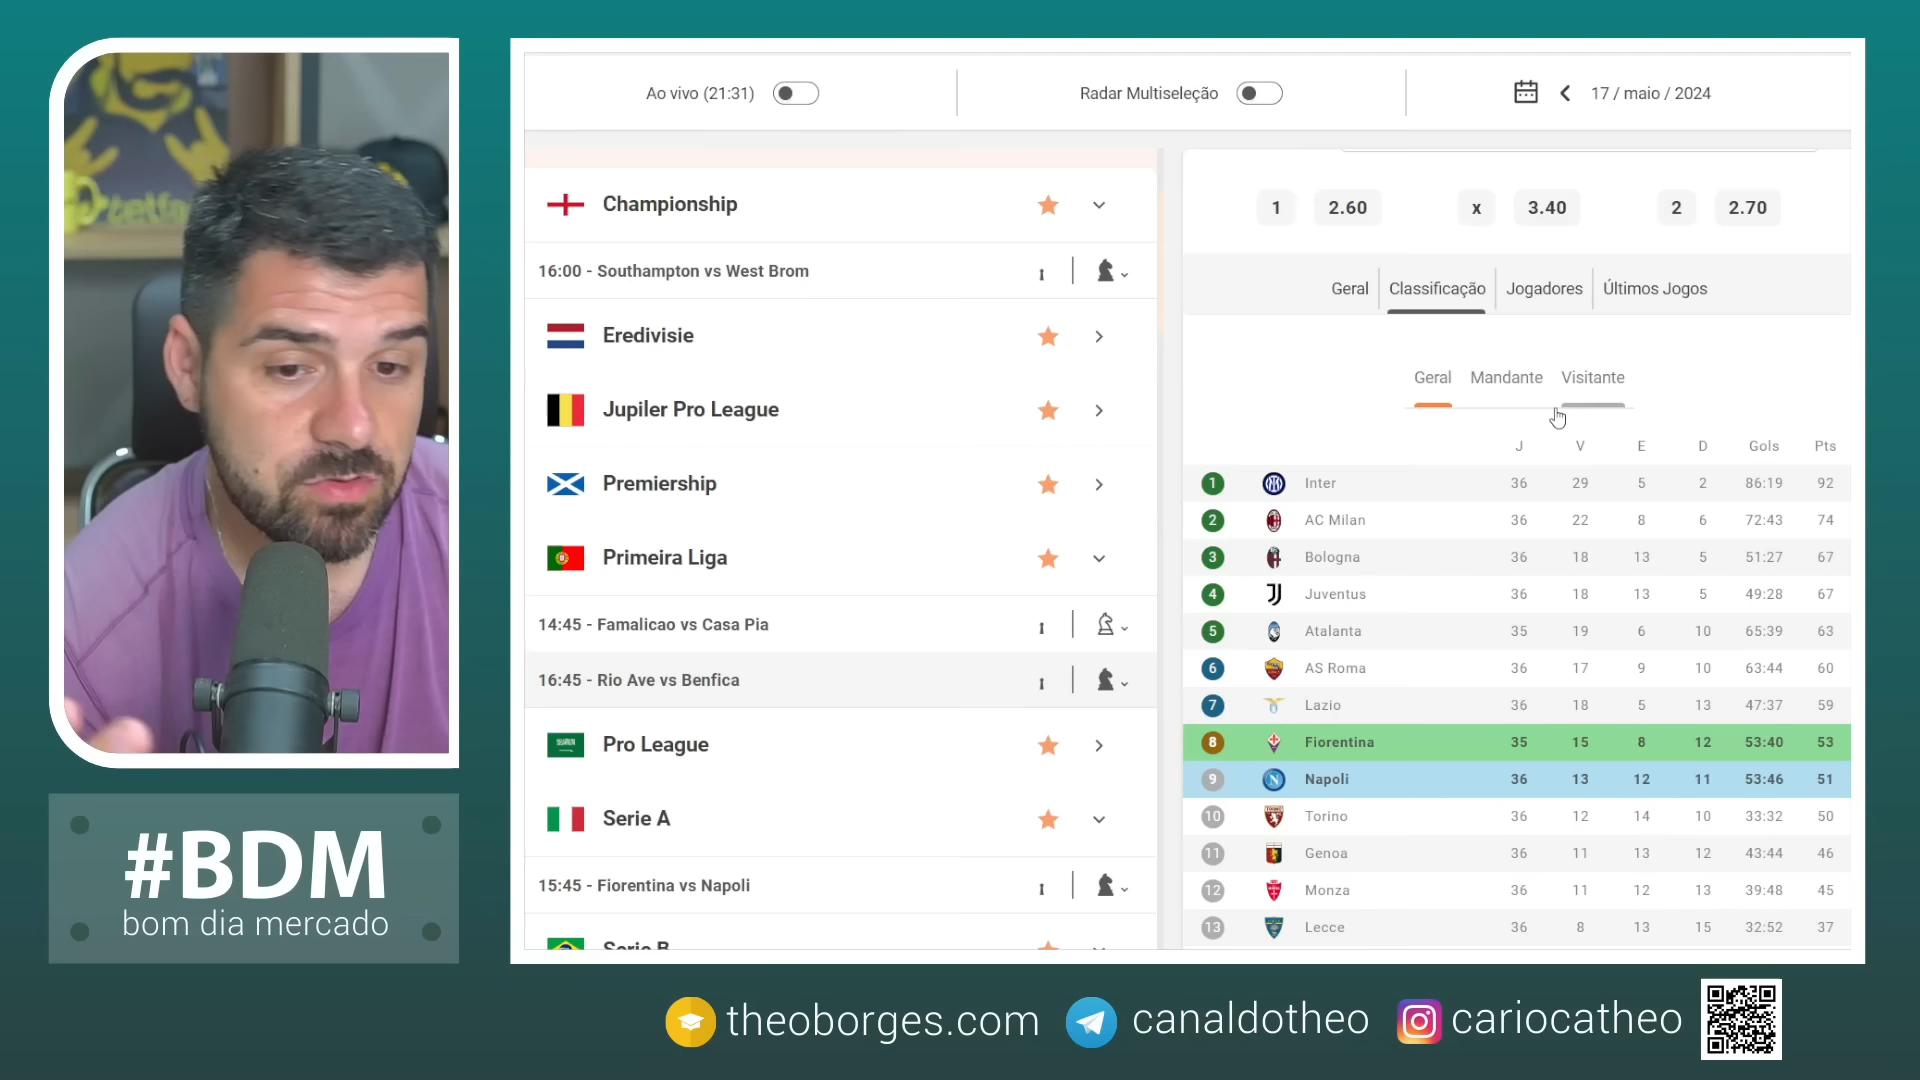 Ao vivo (21:31)
Radar Multiseleção
17 / maio / 2024
Championship
16:00 - Southampton vs West Brom
Eredivisie
Jupiler Pro League
Premiership
Primeira Liga
14:45 - Famalicao vs Casa Pia
16:45 - Rio Ave vs Benfica
Pro League
Serie A
15:45 - Fiorentina vs Napoli
Serie B
1 2.60 x 3.40 2 2.70
Geral Classificação Jogadores Últimos Jogos
Geral Mandante Visitante
J V E D Gols Pts
1 Inter 36 29 5 2 86:19 92
2 AC Milan 36 22 8 6 72:43 74
3 Bologna 36 18 13 5 51:27 67
4 Juventus 36 18 13 5 49:28 67
5 Atalanta 35 19 6 10 65:39 63
6 AS Roma 36 17 9 10 63:44 60
7 Lazio 36 18 5 13 47:37 59
8 Fiorentina 35 15 8 12 53:40 53
9 Napoli 36 13 12 11 53:46 51
10 Torino 36 12 14 10 33:32 50
11 Genoa 36 11 13 12 43:44 46
12 Monza 36 11 12 13 39:48 45
13 Lecce 36 8 13 15 32:52 37
#BDM
bom dia mercado
theoborges.com
canaldotheo
cariocatheo